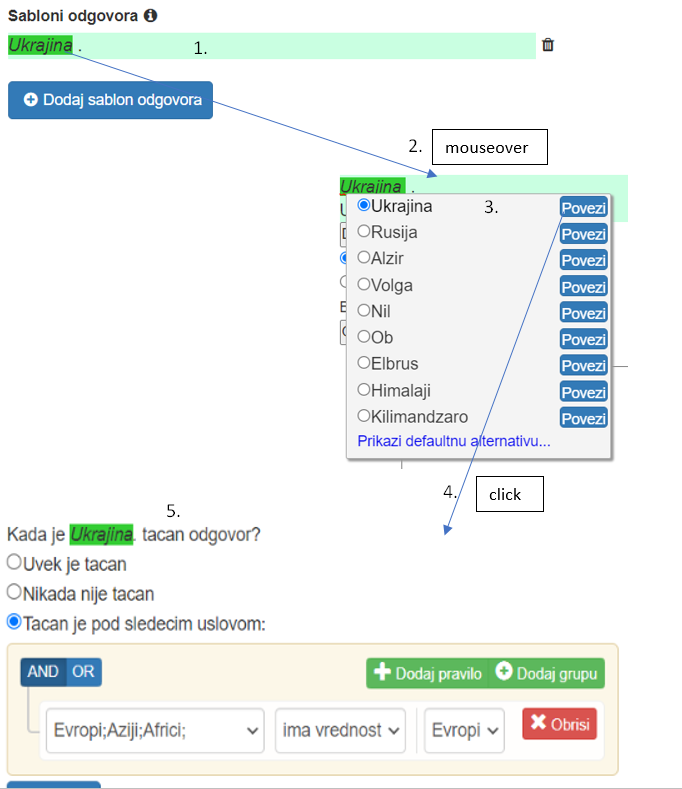 Sabloni odgovora
Ukrajina .
1.
Dodaj sablon odgovora
2.
mouseover
Ukrajina .
3.
Ukrajina Povezi
Rusija Povezi
Alzir Povezi
Volga Povezi
Nil Povezi
Ob Povezi
Elbrus Povezi
Himalaji Povezi
Kilimandzaro Povezi
Prikazi defaultnu alternativu...
4.
click
5.
Kada je Ukrajina. tacan odgovor?
Uvek je tacan
Nikada nije tacan
Tacan je pod sledecim uslovom:
AND OR Dodaj pravilo Dodaj grupu
Evropi;Aziji;Africi; ima vrednost Evropi Obrisi